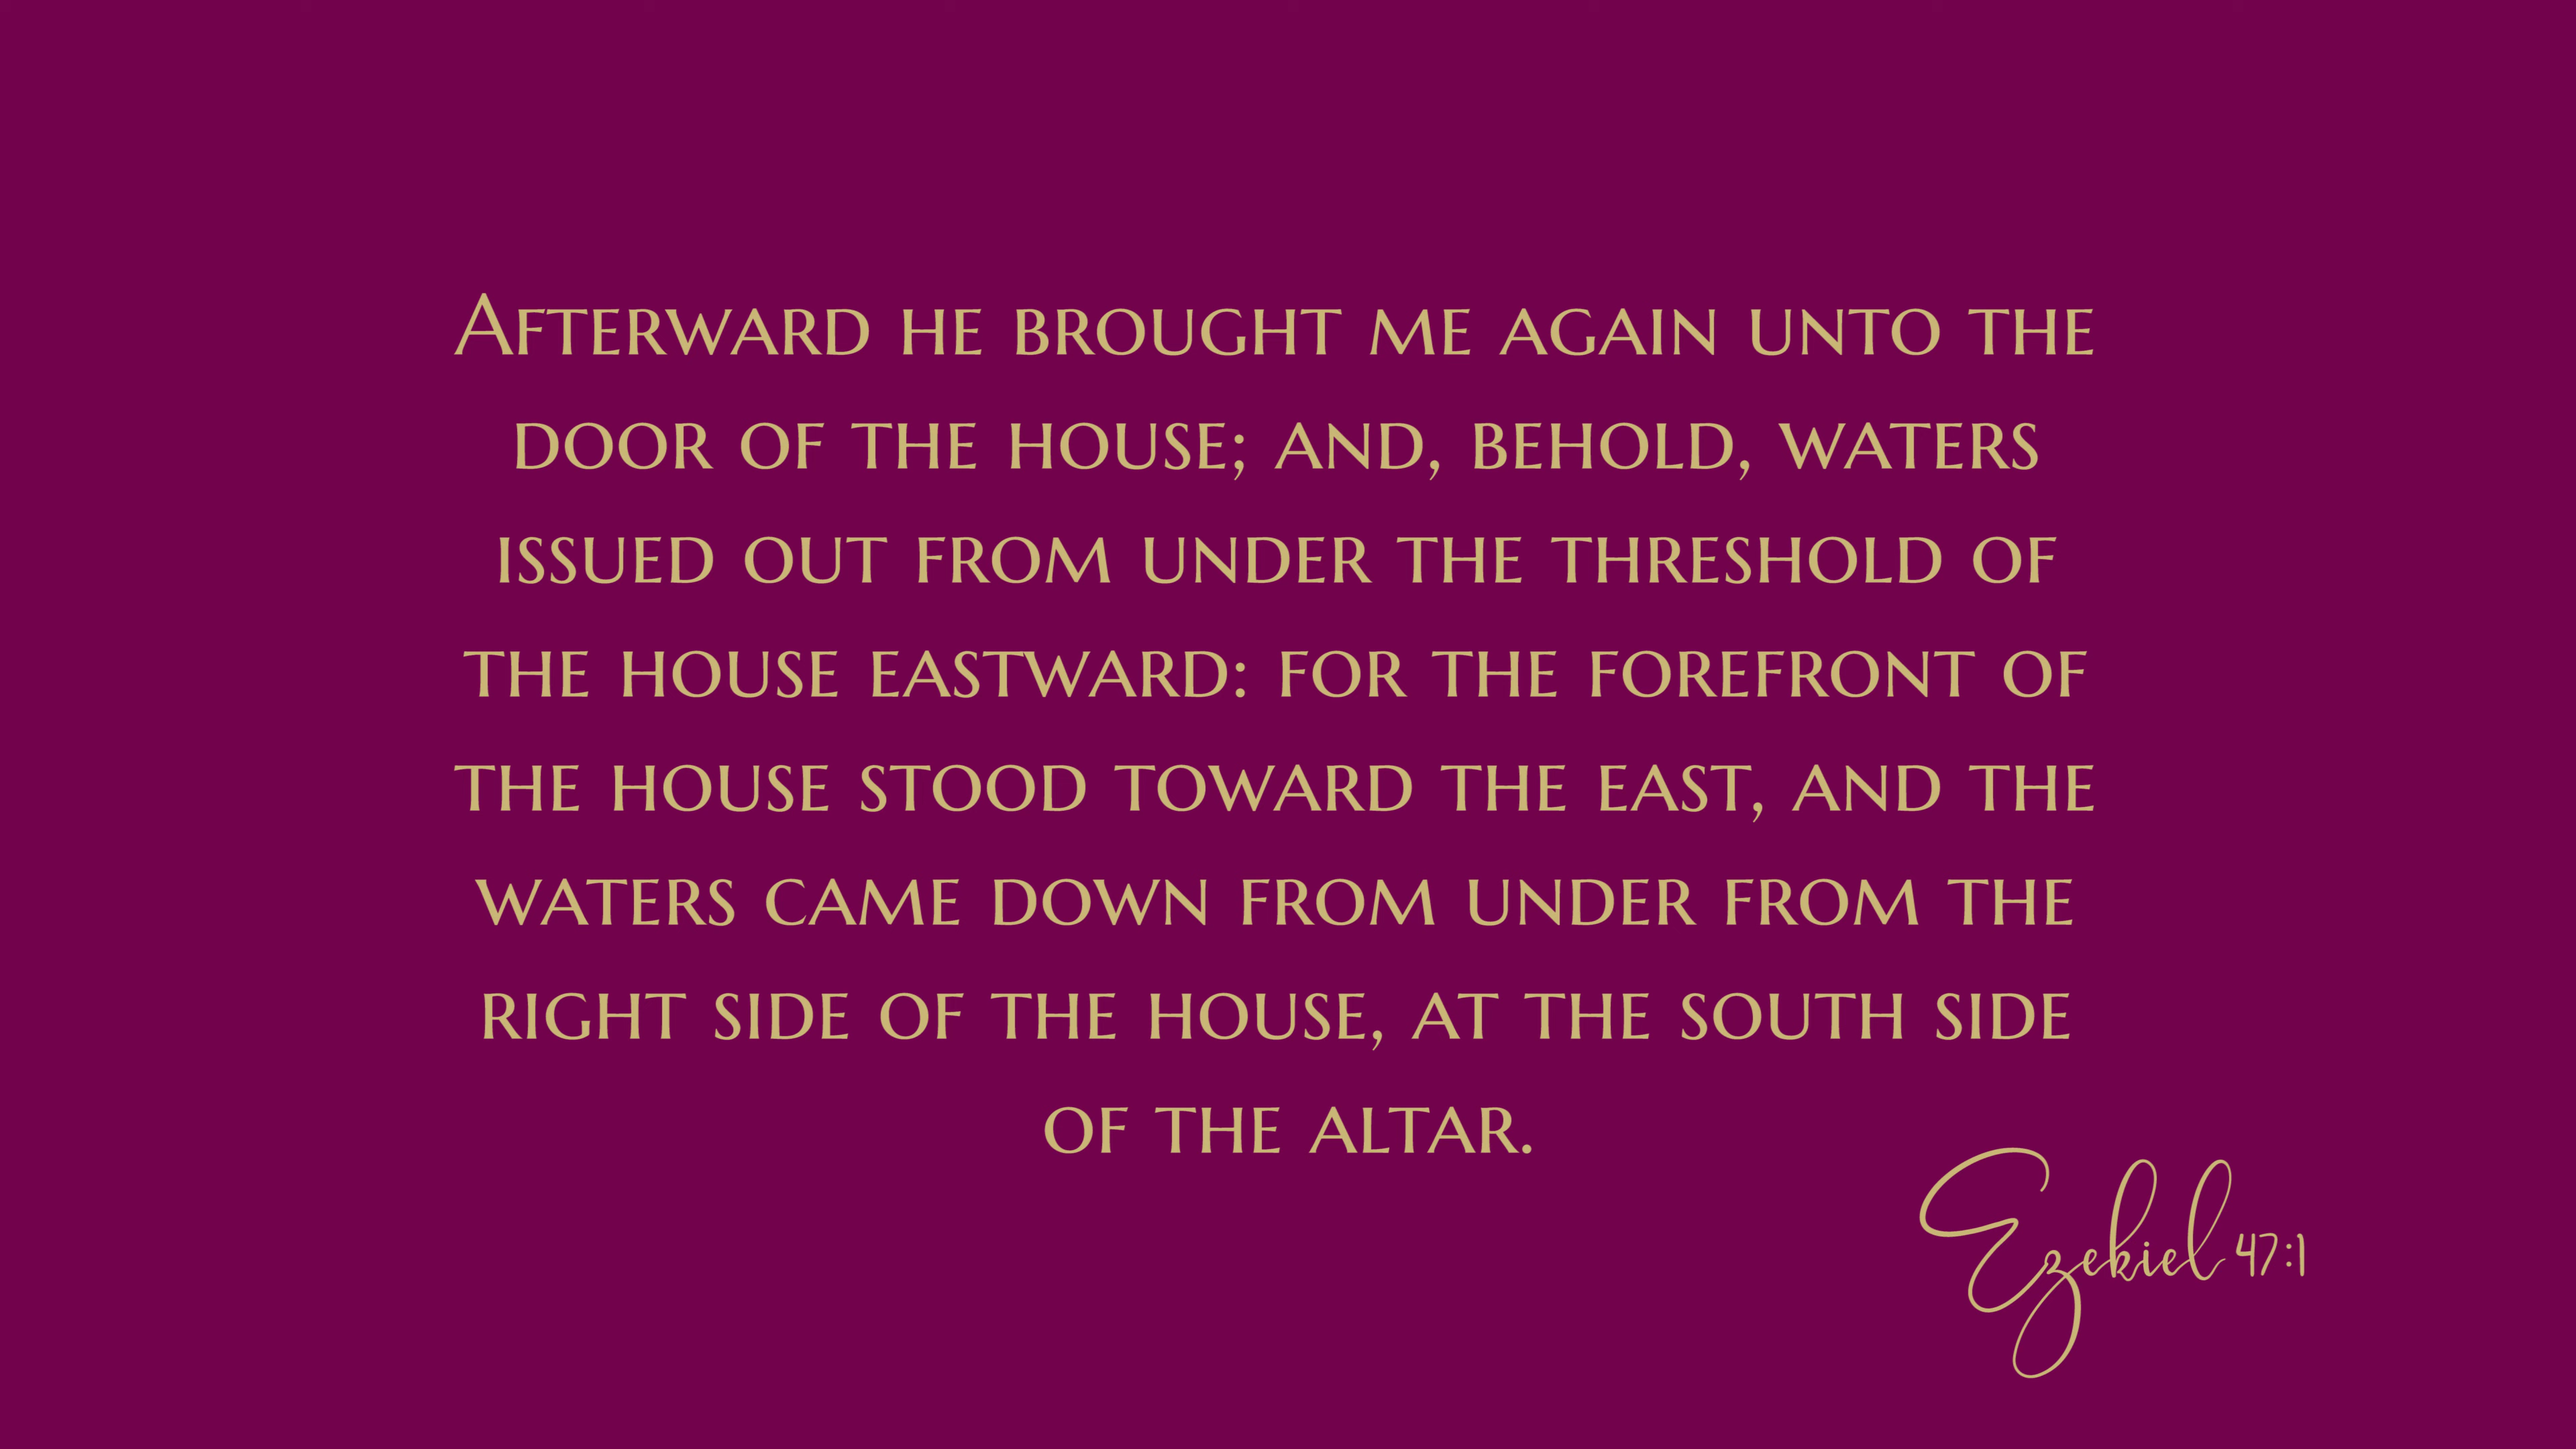 Afterward he brought me again unto the
door of the house; and, behold, waters
issued out from under the threshold of
the house eastward: for the forefront of
the house stood toward the east, and the
waters came down from under from the
right side of the house, at the south side
of the altar.
Ezekiel 47:1